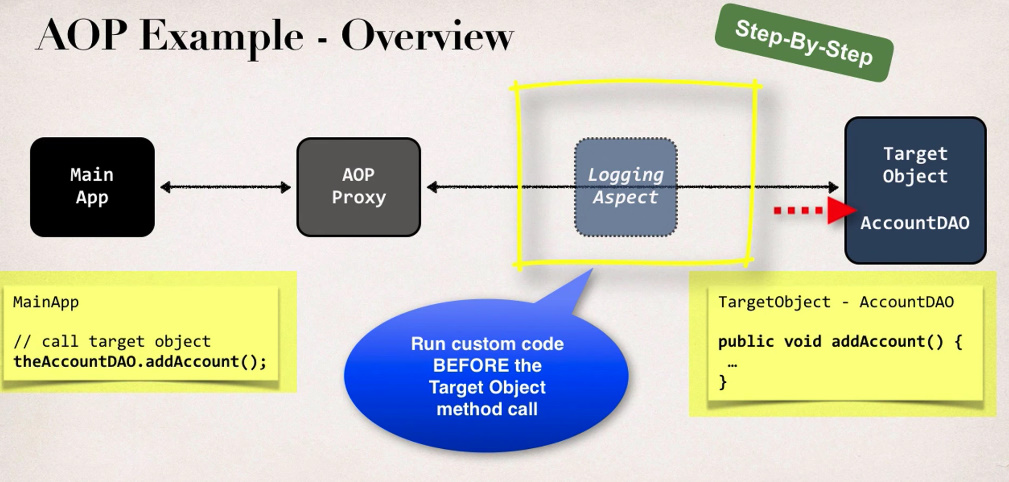 AOP Example - Overview
Step-By-Step
Main
App
AOP
Proxy
Logging
Aspect
Target
Object
AccountDAO
MainApp
// call target object
theAccountDAO.addAccount();
Run custom code
BEFORE the
Target Object
method call
TargetObject - AccountDAO
public void addAccount() {
…
}